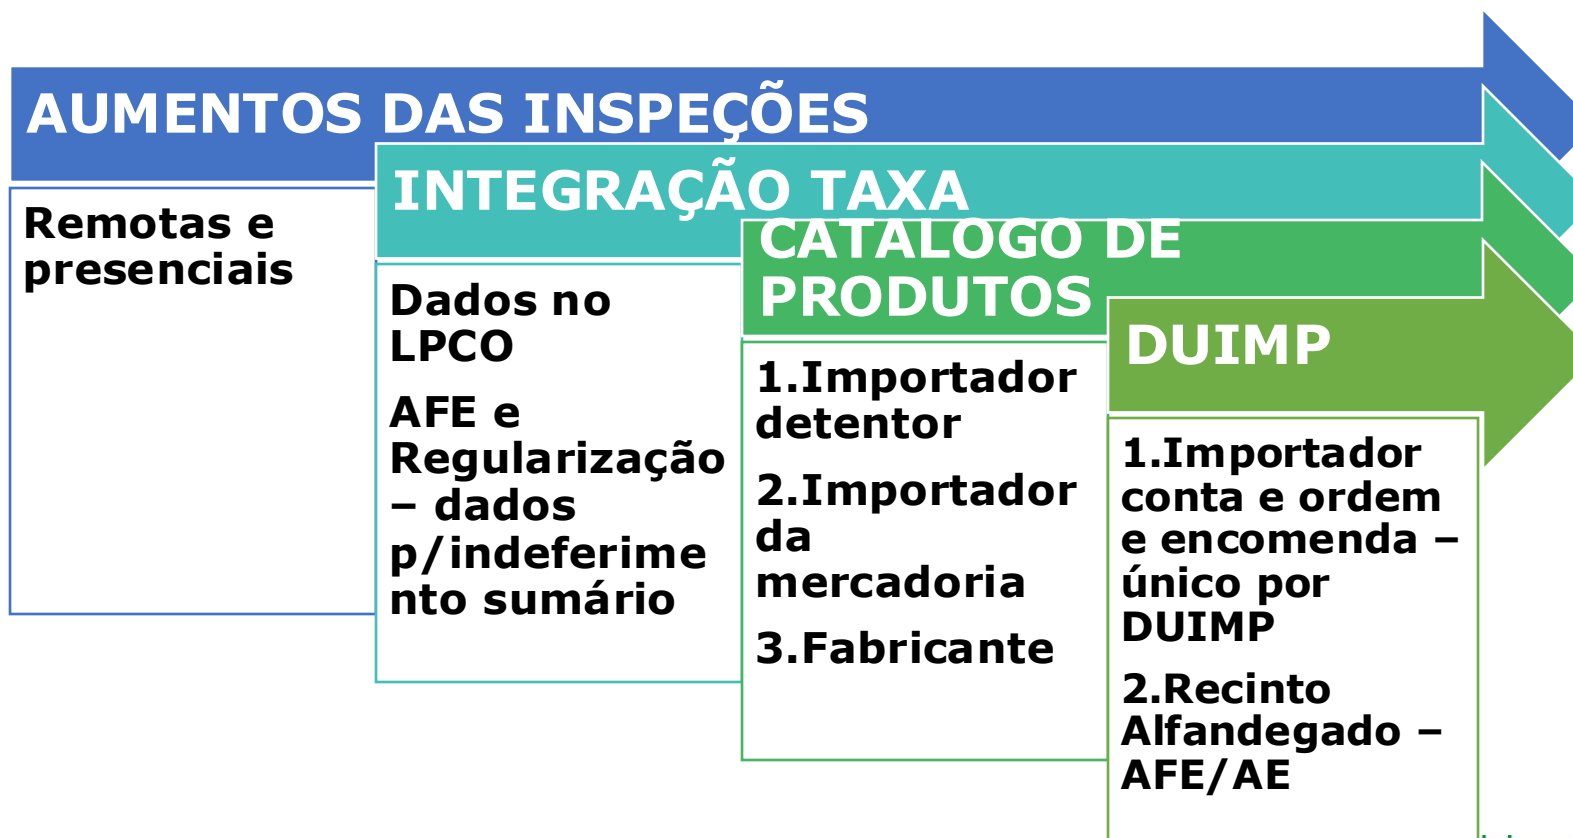 AUMENTOS DAS INSPEÇÕES
Remotas e
presenciais
INTEGRAÇÃO TAXA
Dados no
LPCO
AFE e
Regularização
– dados
p/indeferime
nto sumário
CATÁLOGO DE
PRODUTOS
1.Importador
detentor
2.Importador
da
mercadoria
3.Fabricante
DUIMP
1.Importador
conta e ordem
e encomenda –
único por
DUIMP
2.Recinto
Alfandegado –
AFE/AE